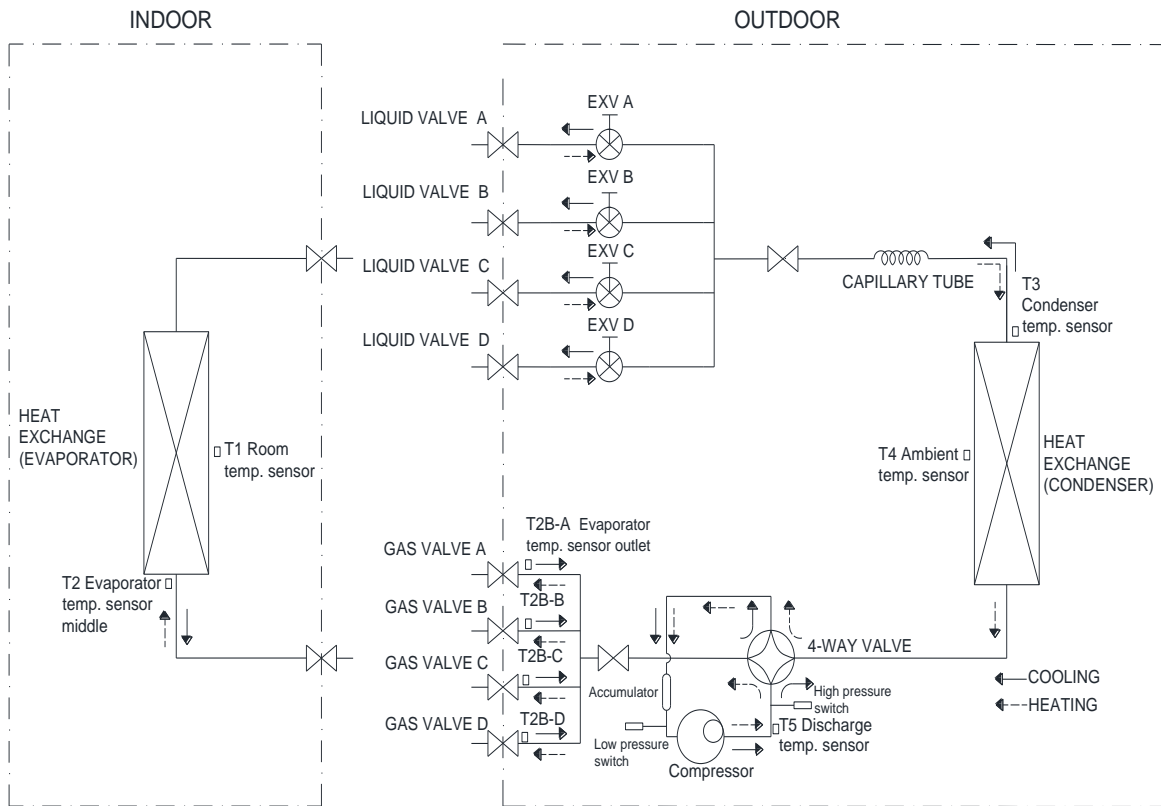 INDOOR
OUTDOOR
EXV A
LIQUID VALVE A
EXV B
LIQUID VALVE B
EXV C
LIQUID VALVE C
CAPILLARY TUBE
T3
Condenser
temp. sensor
EXV D
LIQUID VALVE D
HEAT
EXCHANGE
(EVAPORATOR)
T1 Room
temp. sensor
T4 Ambient
temp. sensor
HEAT
EXCHANGE
(CONDENSER)
T2B-A Evaporator
temp. sensor outlet
GAS VALVE A
T2 Evaporator
temp. sensor
middle
T2B-B
GAS VALVE B
4-WAY VALVE
T2B-C
GAS VALVE C
COOLING
Accumulator
High pressure
switch
HEATING
T2B-D
GAS VALVE D
T5 Discharge
temp. sensor
Low pressure
switch
Compressor